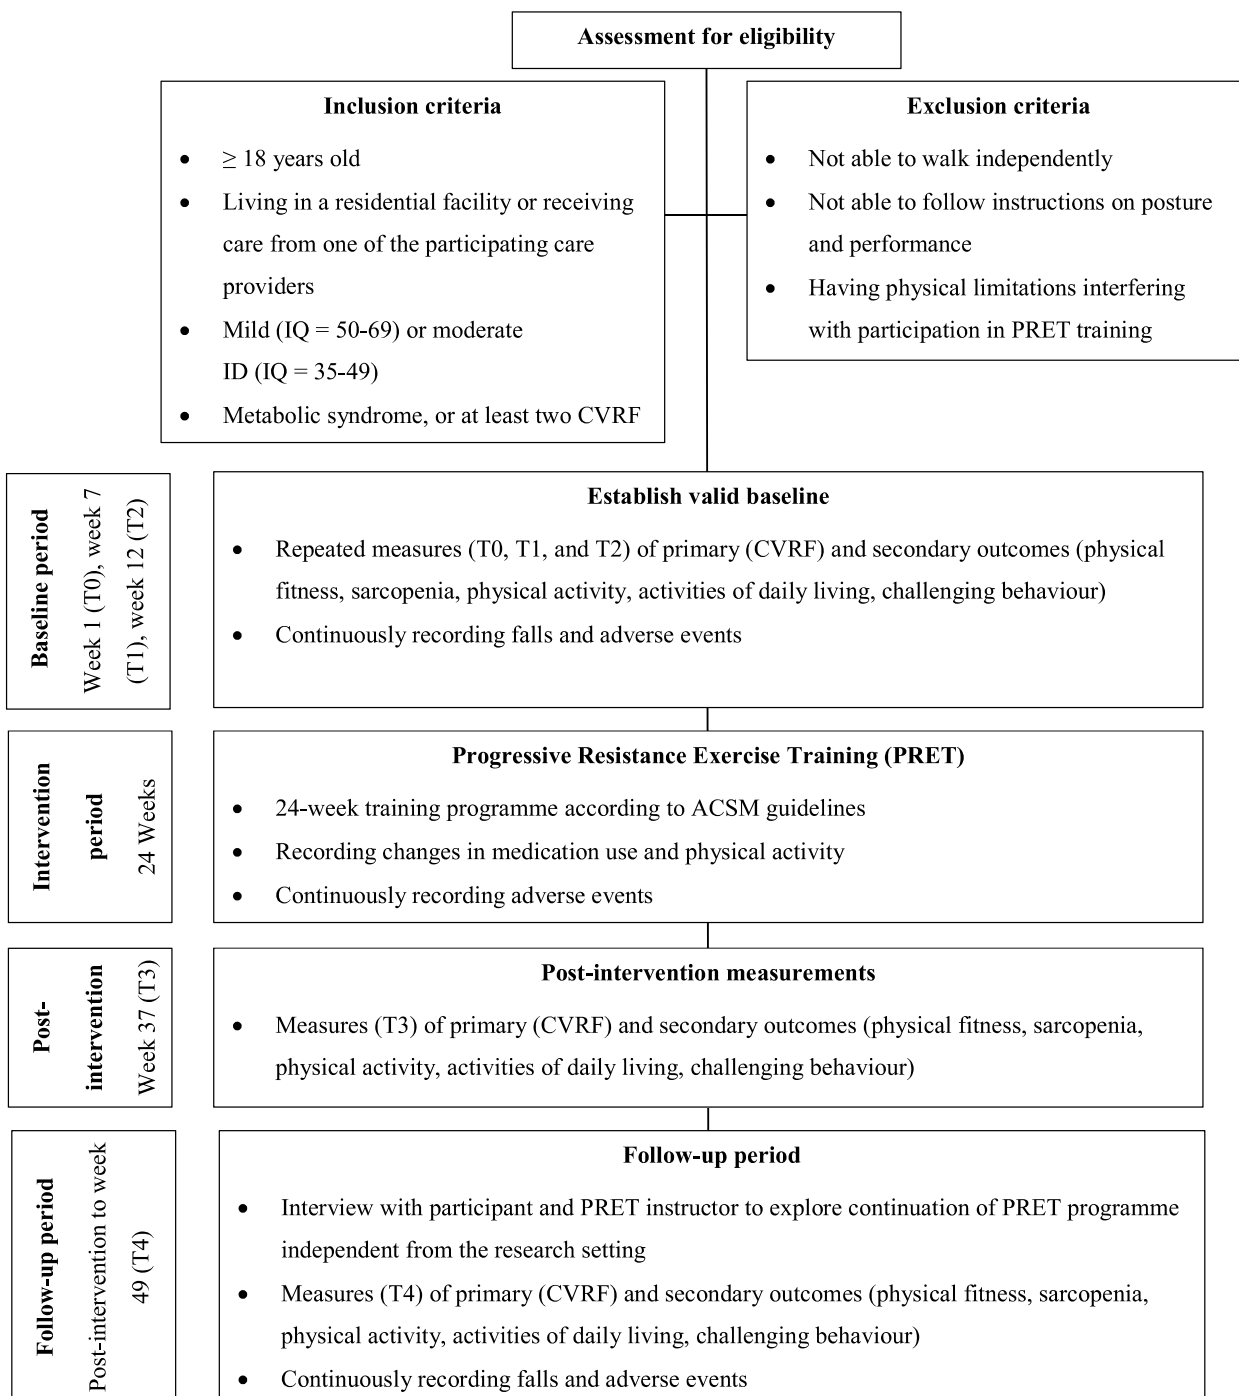 Assessment for eligibility
Inclusion criteria
• ≥ 18 years old
• Living in a residential facility or receiving
care from one of the participating care
providers
• Mild (IQ = 50-69) or moderate
ID (IQ = 35-49)
• Metabolic syndrome, or at least two CVRF
Exclusion criteria
• Not able to walk independently
• Not able to follow instructions on posture
and performance
• Having physical limitations interfering
with participation in PRET training
Baseline period
Week 1 (T0), week 7
(T1), week 12 (T2)
Establish valid baseline
• Repeated measures (T0, T1, and T2) of primary (CVRF) and secondary outcomes (physical
fitness, sarcopenia, physical activity, activities of daily living, challenging behaviour)
• Continuously recording falls and adverse events
Intervention
period
24 Weeks
Progressive Resistance Exercise Training (PRET)
• 24-week training programme according to ACSM guidelines
• Recording changes in medication use and physical activity
• Continuously recording adverse events
Post-
intervention
Week 37 (T3)
Post-intervention measurements
• Measures (T3) of primary (CVRF) and secondary outcomes (physical fitness, sarcopenia,
physical activity, activities of daily living, challenging behaviour)
Follow-up period
Post-intervention to week
49 (T4)
Follow-up period
• Interview with participant and PRET instructor to explore continuation of PRET programme
independent from the research setting
• Measures (T4) of primary (CVRF) and secondary outcomes (physical fitness, sarcopenia,
physical activity, activities of daily living, challenging behaviour)
• Continuously recording falls and adverse events